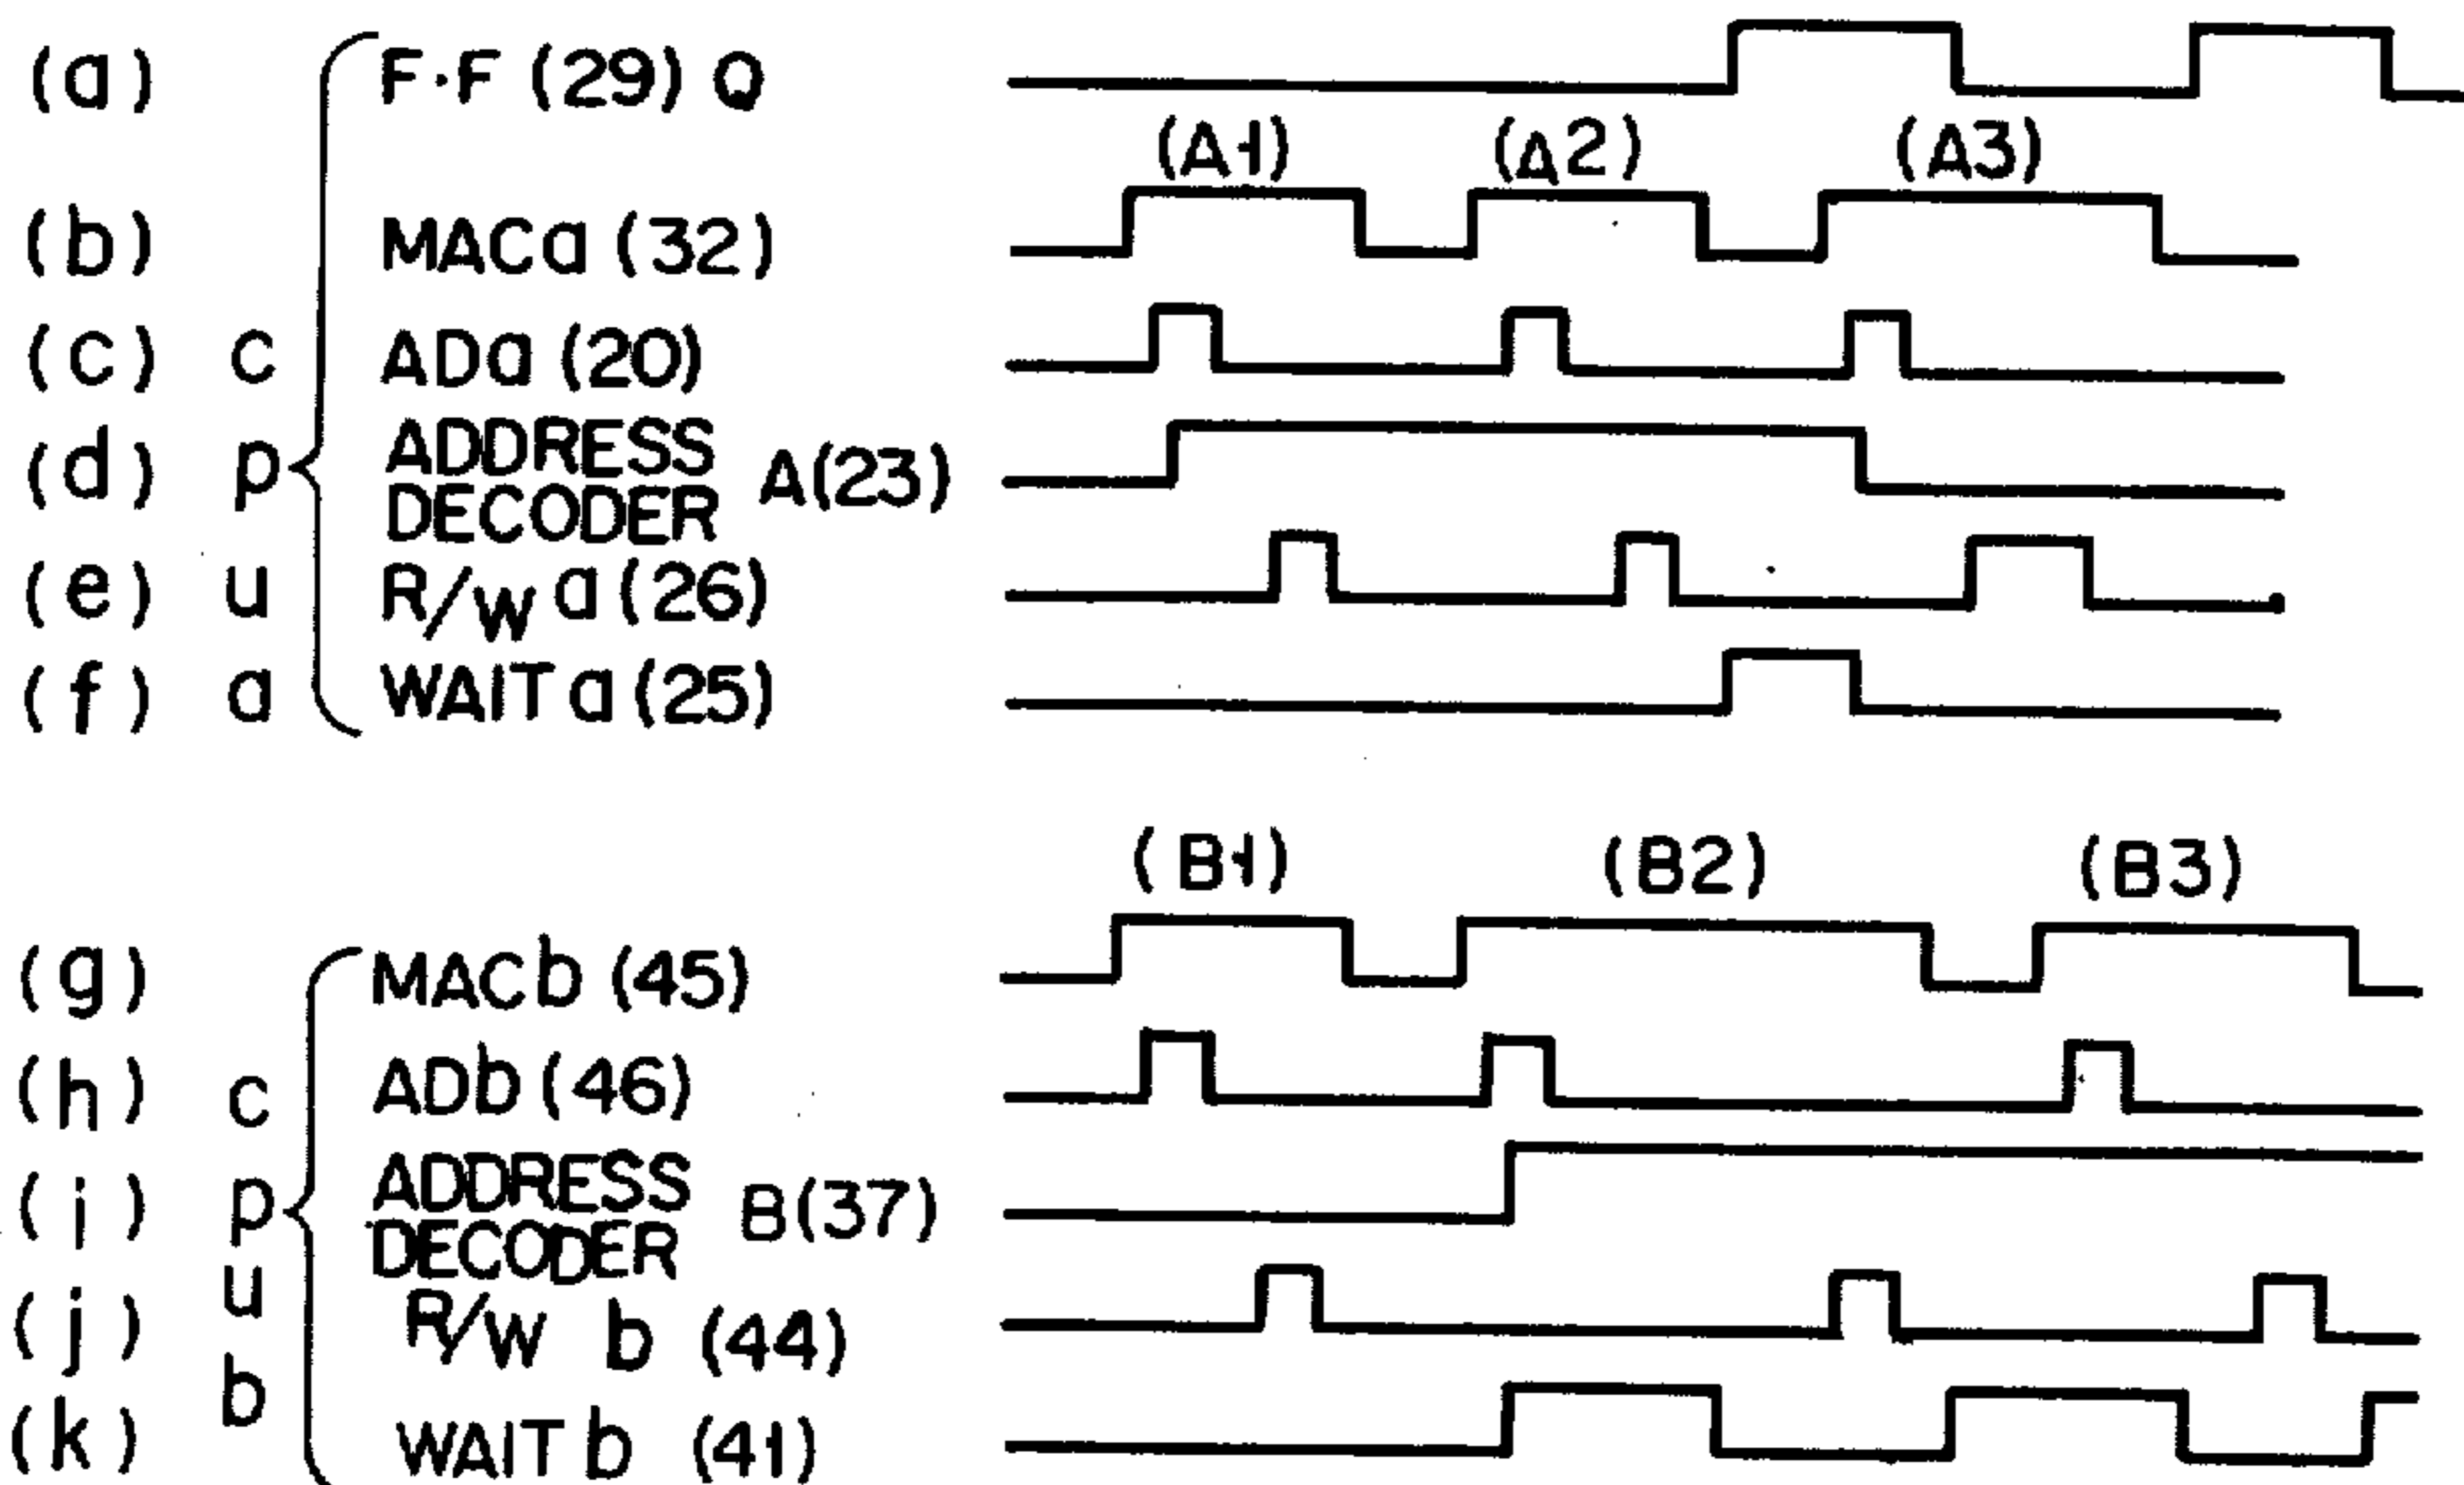 (a) F·F (29) Q
(A1) (A2) (A3)
(b) MACa (32)
(c) c ADa (20)
(d) p ADDRESS DECODER A(23)
(e) u R/W a (26)
(f) a WAIT a (25)
(B1) (B2) (B3)
(g) MACb (45)
(h) c ADb (46)
(i) p ADDRESS DECODER B(37)
(j) u R/W b (44)
(k) b WAIT b (41)